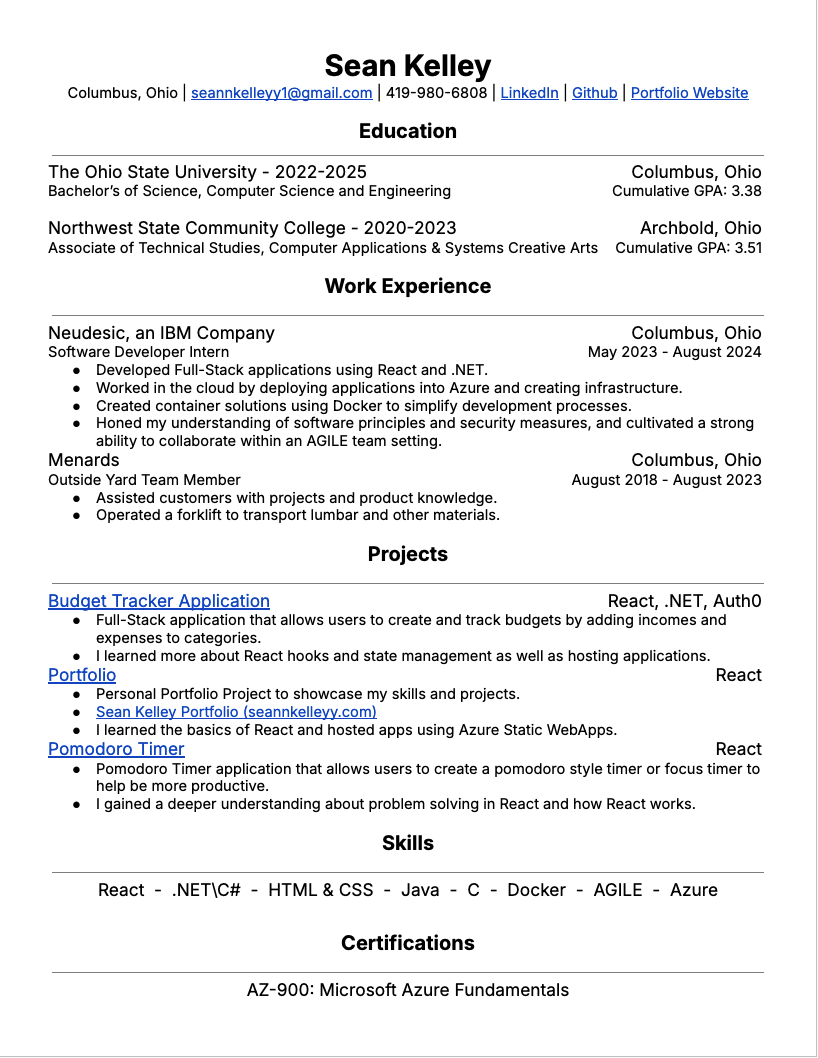 Sean Kelley
Columbus, Ohio | seannkelleyy1@gmail.com | 419-980-6808 | LinkedIn | Github | Portfolio Website
Education
The Ohio State University - 2022-2025 Columbus, Ohio
Bachelor's of Science, Computer Science and Engineering Cumulative GPA: 3.38
Northwest State Community College - 2020-2023 Archbold, Ohio
Associate of Technical Studies, Computer Applications & Systems Creative Arts Cumulative GPA: 3.51
Work Experience
Neudesic, an IBM Company Columbus, Ohio
Software Developer Intern May 2023 - August 2024
● Developed Full-Stack applications using React and .NET.
● Worked in the cloud by deploying applications into Azure and creating infrastructure.
● Created container solutions using Docker to simplify development processes.
● Honed my understanding of software principles and security measures, and cultivated a strong
ability to collaborate within an AGILE team setting.
Menards Columbus, Ohio
Outside Yard Team Member August 2018 - August 2023
● Assisted customers with projects and product knowledge.
● Operated a forklift to transport lumbar and other materials.
Projects
Budget Tracker Application React, .NET, Auth0
● Full-Stack application that allows users to create and track budgets by adding incomes and
expenses to categories.
● I learned more about React hooks and state management as well as hosting applications.
Portfolio React
● Personal Portfolio Project to showcase my skills and projects.
● Sean Kelley Portfolio (seannkelleyy.com)
● I learned the basics of React and hosted apps using Azure Static WebApps.
Pomodoro Timer React
● Pomodoro Timer application that allows users to create a pomodoro style timer or focus timer to
help be more productive.
● I gained a deeper understanding about problem solving in React and how React works.
Skills
React - .NET\C# - HTML & CSS - Java - C - Docker - AGILE - Azure
Certifications
AZ-900: Microsoft Azure Fundamentals